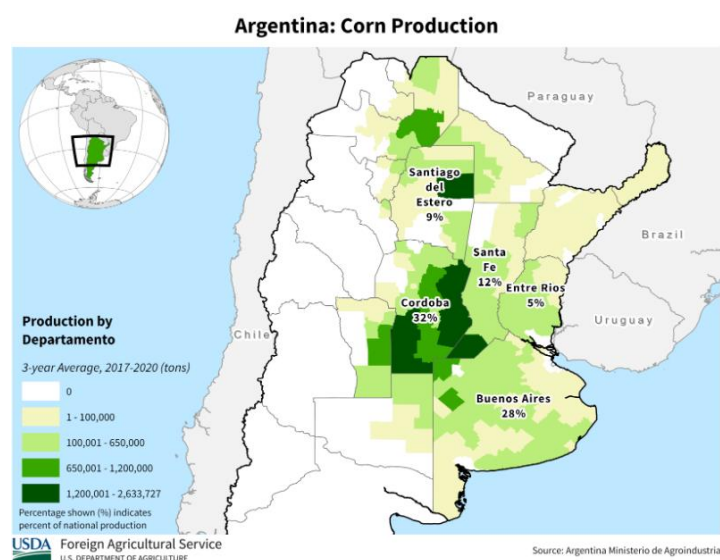 Argentina: Corn Production
Paraguay
Santiago
del
Estero
9%
Brazil
Santa
Fe
12%
Entre Rios
5%
Cordoba
32%
Uruguay
Chile
Buenos Aires
28%
Production by
Departamento
3-year Average, 2017-2020 (tons)
0
1 - 100,000
100,001 - 650,000
650,001 - 1,200,000
1,200,001 - 2,633,727
Percentage shown (%) indicates
percent of national production
USDA Foreign Agricultural Service
U.S. DEPARTMENT OF AGRICULTURE
Source: Argentina Ministerio de Agroindustria